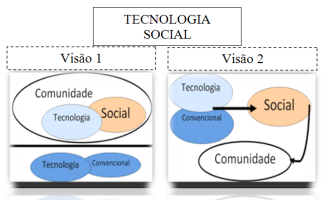 TECNOLOGIA
SOCIAL
Visão 1
Visão 2
Comunidade
Tecnologia
Social
Tecnologia
Convencional
Tecnologia
Convencional
Social
Comunidade